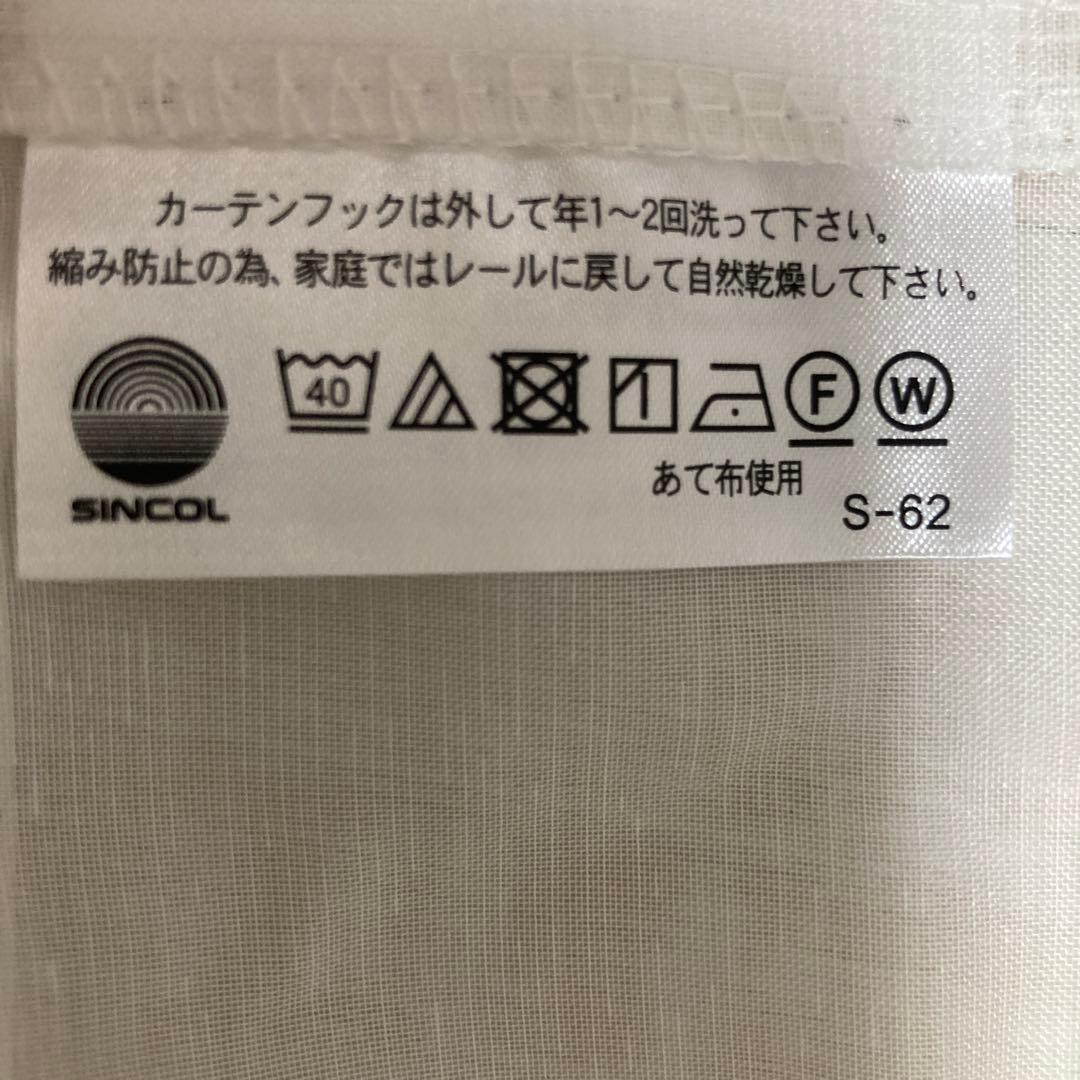 カーテンフックは外して年1～2回洗って下さい。
縮み防止の為、家庭ではレールに戻して自然乾燥して下さい。
40
F
W
あて布使用
SINCOL
S-62